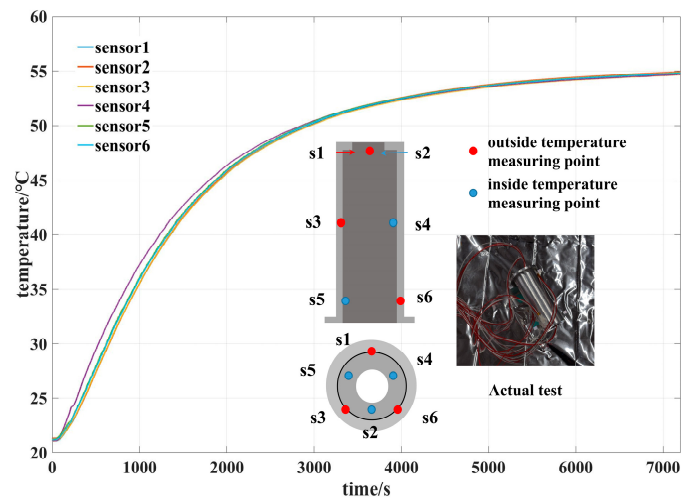 60
55
50
45
40
35
30
25
20
temperature/°C
sensor1
sensor2
sensor3
sensor4
sensor5
sensor6
s1
s2
outside temperature
measuring point
inside temperature
measuring point
s3
s4
s5
s6
s1
s5
s4
s3
s2
s6
Actual test
0
1000
2000
3000
4000
5000
6000
7000
time/s